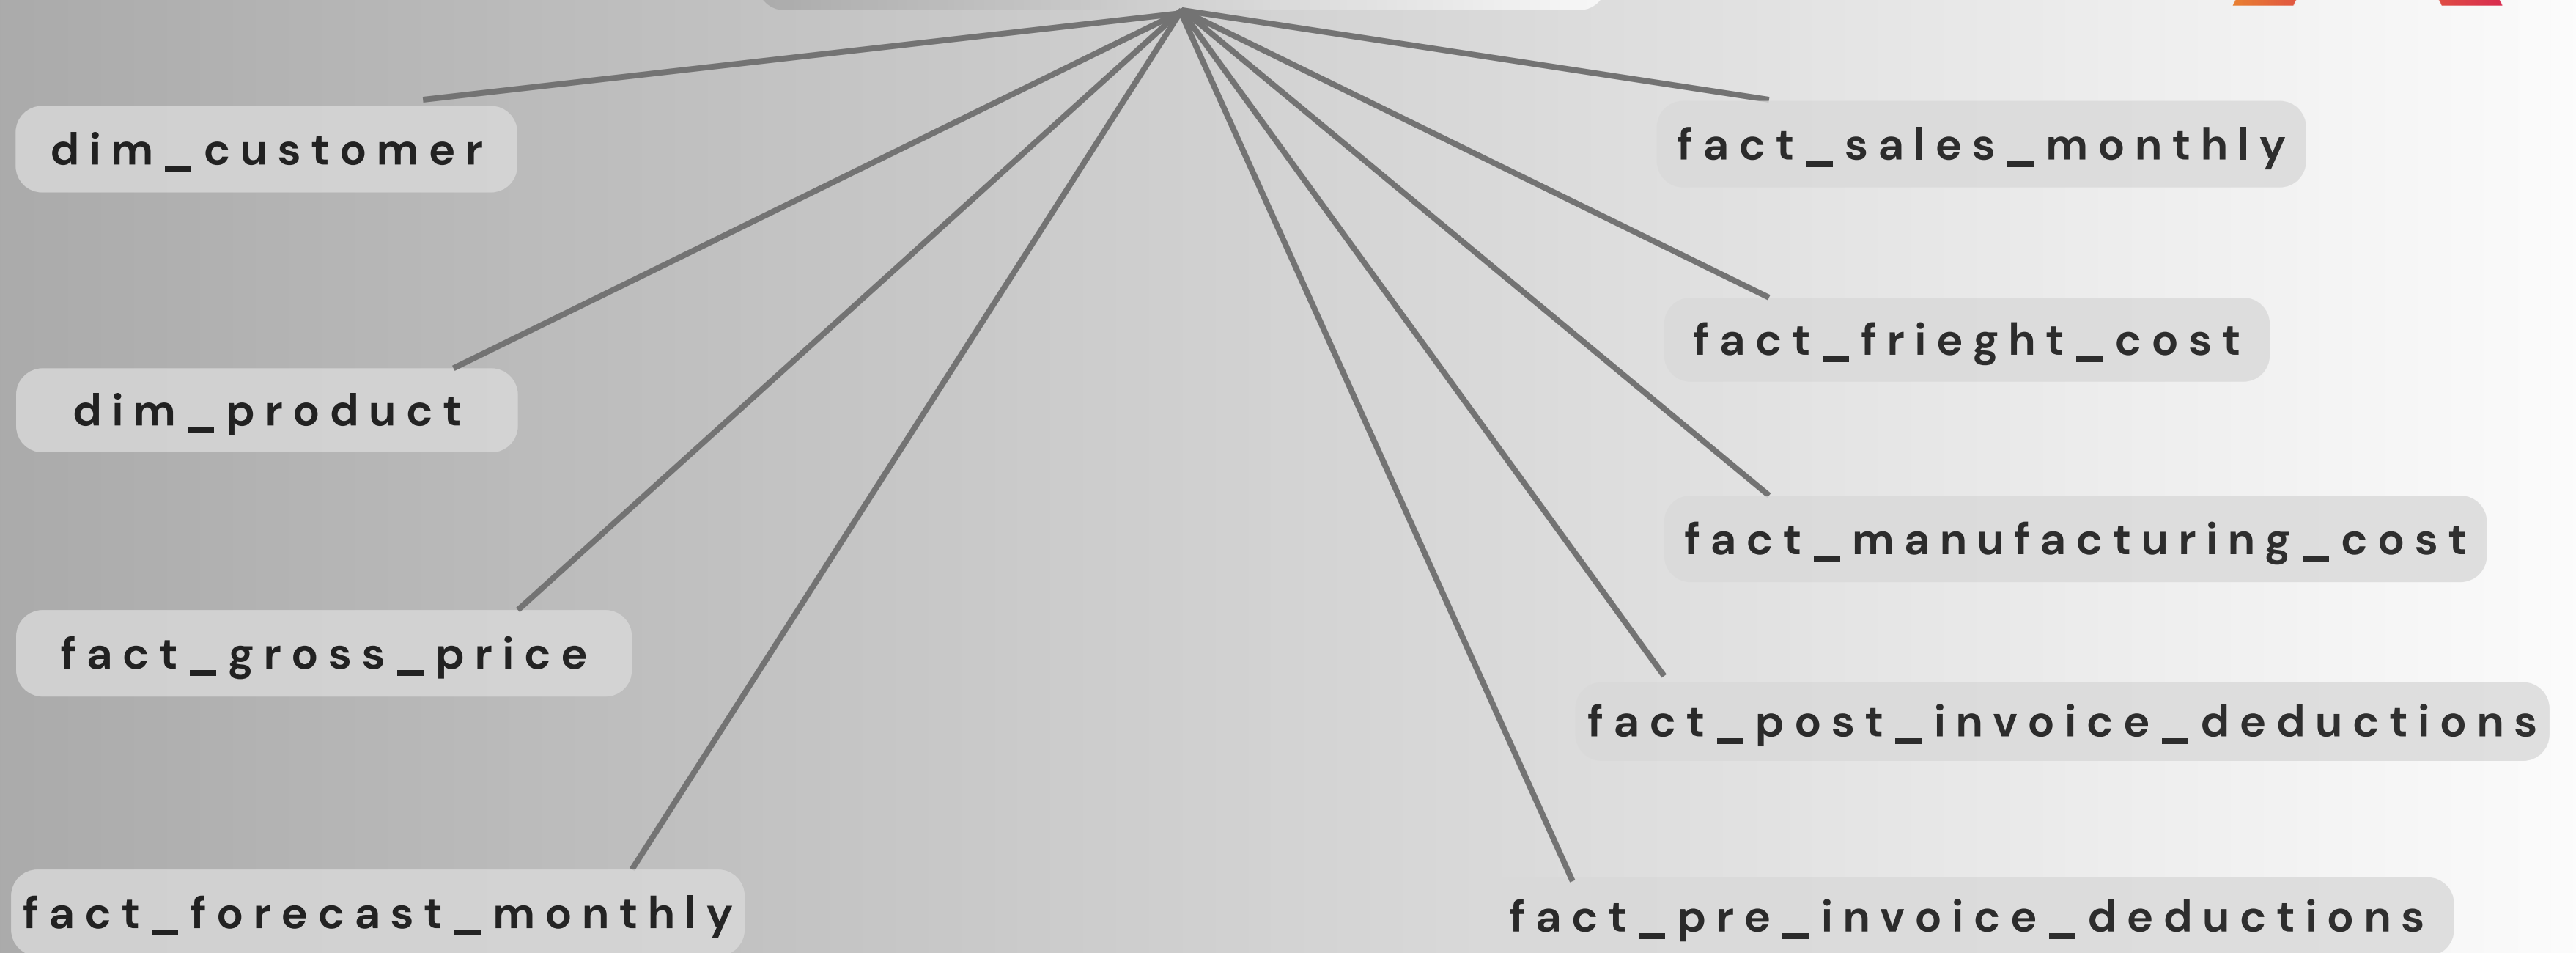 dim_customer
dim_product
fact_gross_price
fact_forecast_monthly
fact_sales_monthly
fact_frieght_cost
fact_manufacturing_cost
fact_post_invoice_deductions
fact_pre_invoice_deductions